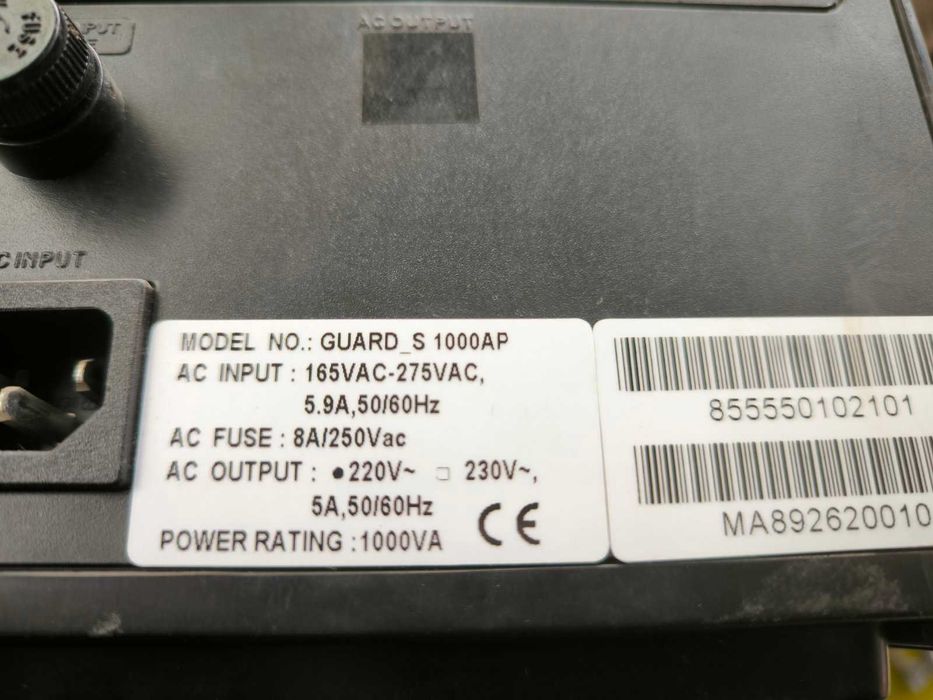 FUSE
AC OUTPUT
C INPUT
MODEL NO.: GUARD_S 1000AP
AC INPUT : 165VAC-275VAC,
5.9A,50/60Hz
AC FUSE : 8A/250Vac
AC OUTPUT : ●220V~ □ 230V~,
5A,50/60Hz
POWER RATING :1000VA
CE
855550102101
MA892620010